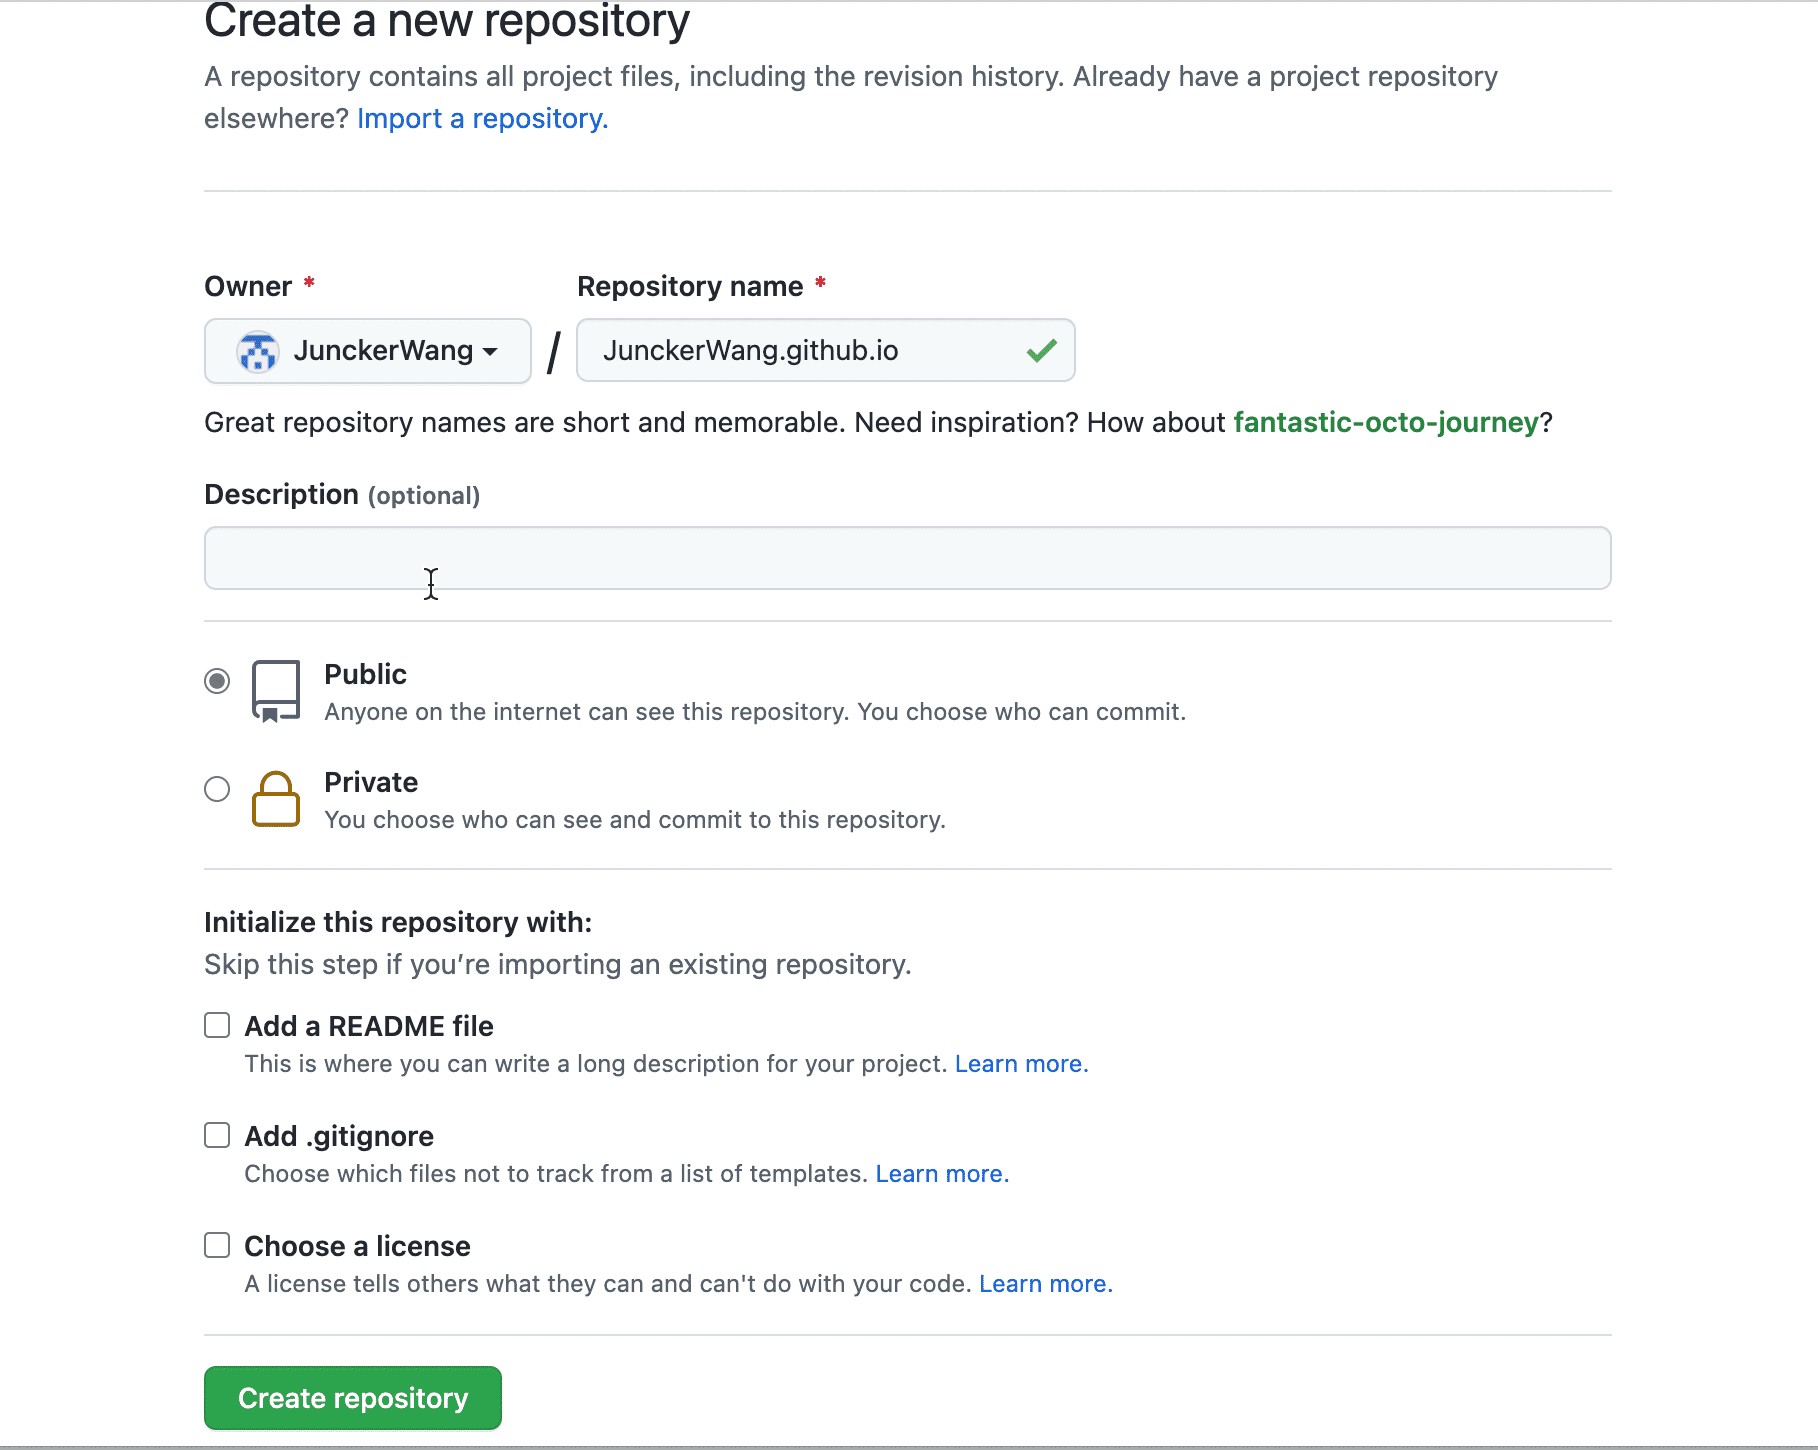 Create a new repository
A repository contains all project files, including the revision history. Already have a project repository
elsewhere? Import a repository.
Owner *
Repository name *
JunckerWang
/
JunckerWang.github.io
Great repository names are short and memorable. Need inspiration? How about fantastic-octo-journey?
Description (optional)
Public
Anyone on the internet can see this repository. You choose who can commit.
Private
You choose who can see and commit to this repository.
Initialize this repository with:
Skip this step if you’re importing an existing repository.
Add a README file
This is where you can write a long description for your project. Learn more.
Add .gitignore
Choose which files not to track from a list of templates. Learn more.
Choose a license
A license tells others what they can and can't do with your code. Learn more.
Create repository